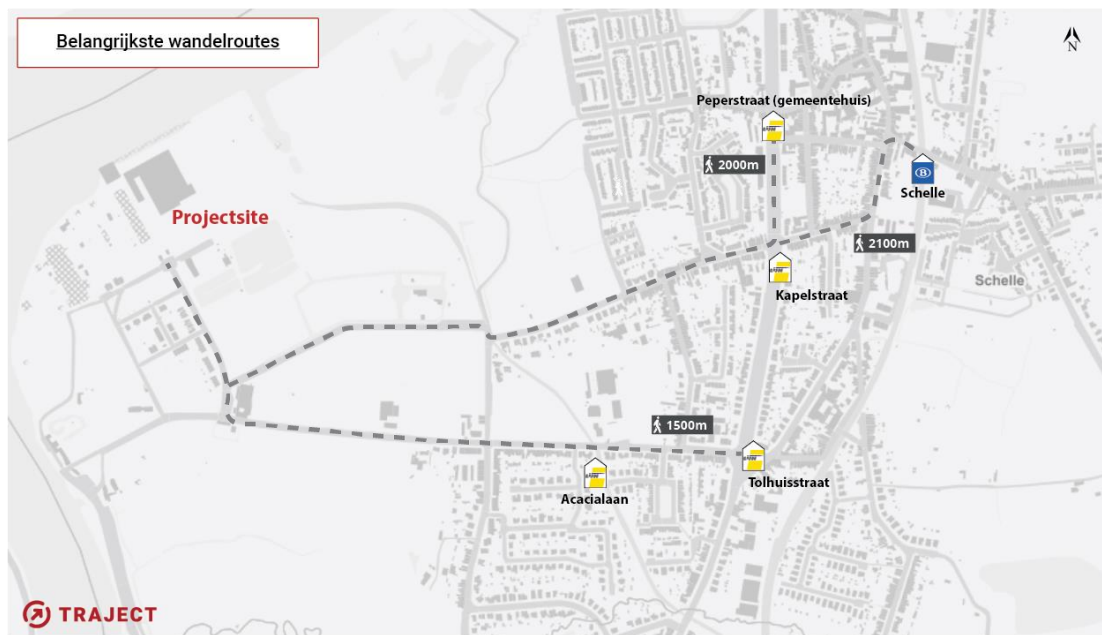 Belangrijkste wandelroutes
N
Peperstraat (gemeentehuis)
2000m
B
Schelle
Projectsite
2100m
Schelle
Kapelstraat
1500m
Tolhuisstraat
Acacialaan
TRAJECT